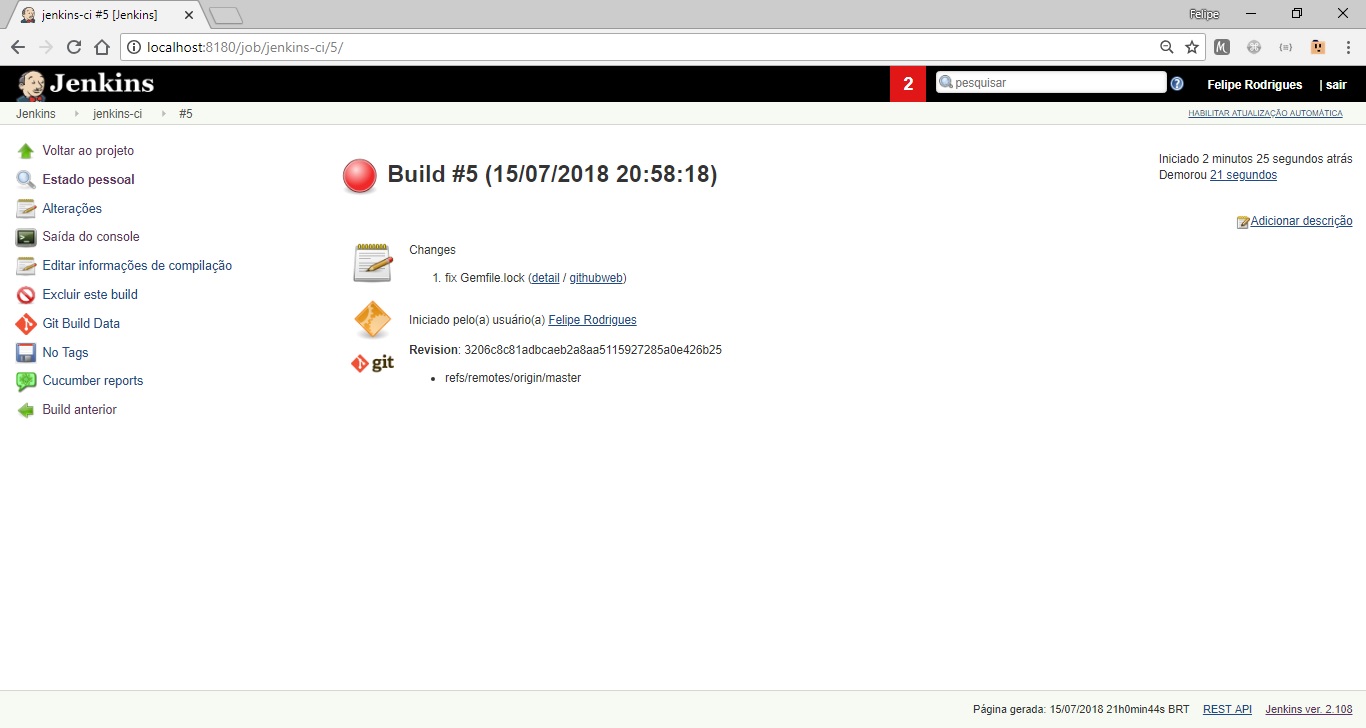 jenkins-ci #5 [Jenkins]
Felipe
localhost:8180/job/jenkins-ci/5/
Jenkins
2
pesquisar
Felipe Rodrigues
| sair
Jenkins
jenkins-ci
#5
HABILITAR ATUALIZAÇÃO AUTOMÁTICA
Voltar ao projeto
Estado pessoal
Alterações
Saída do console
Editar informações de compilação
Excluir este build
Git Build Data
No Tags
Cucumber reports
Build anterior
Build #5 (15/07/2018 20:58:18)
Iniciado 2 minutos 25 segundos atrás
Demorou 21 segundos
Adicionar descrição
Changes
1. fix Gemfile.lock (detail / githubweb)
Iniciado pelo(a) usuário(a) Felipe Rodrigues
git
Revision: 3206c8c81adbcaeb2a8aa5115927285a0e426b25
• refs/remotes/origin/master
Página gerada: 15/07/2018 21h0min44s BRT
REST API
Jenkins ver. 2.108